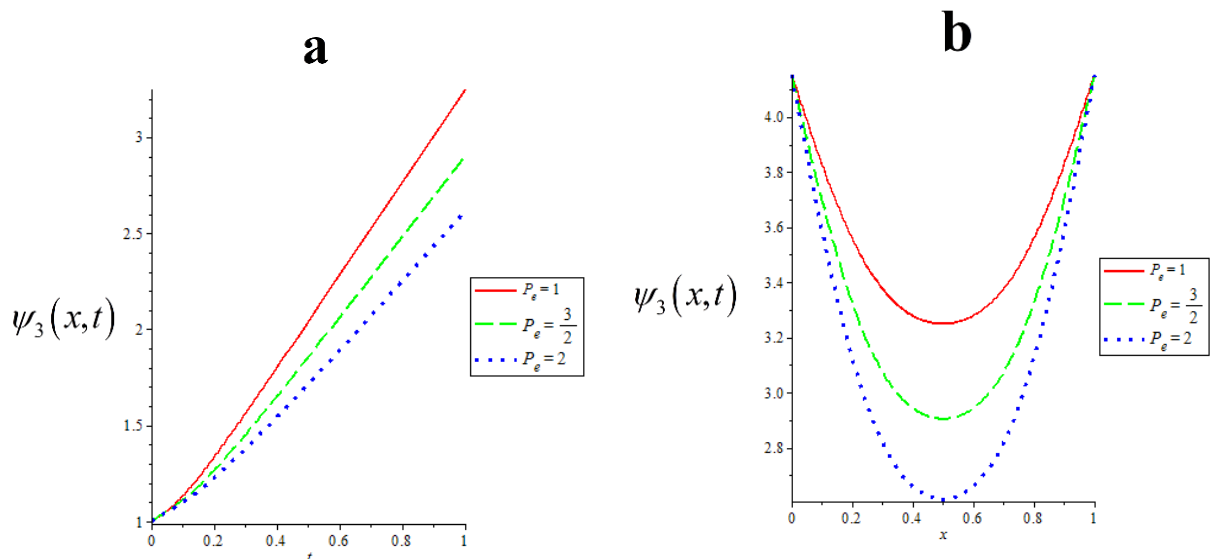 a
3
2.5
2
1.5
1
0
0.2
0.4
0.6
0.8
1
t
ψ₃(x,t)
Pₑ = 1
Pₑ = 3/2
Pₑ = 2
b
4.0
3.8
3.6
3.4
3.2
3.0
2.8
0
0.2
0.4
0.6
0.8
1
x
ψ₃(x,t)
Pₑ = 1
Pₑ = 3/2
Pₑ = 2